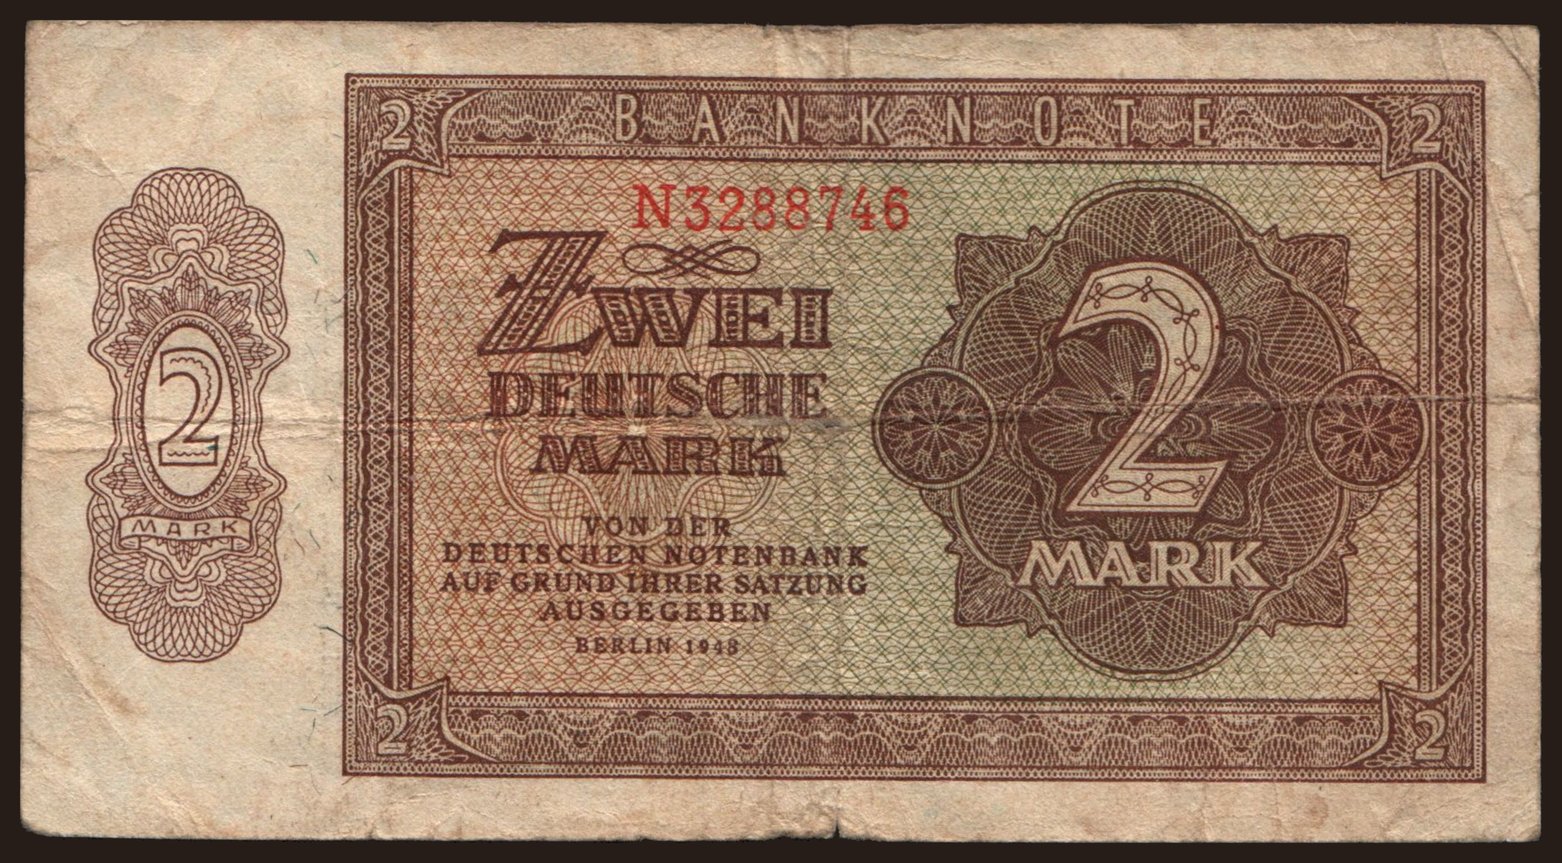 2 BANKNOTE 2
N3288746
ZWEI
DEUTSCHE
MARK
VON DER
DEUTSCHEN NOTENBANK
AUF GRUND IHRER SATZUNG
AUSGEGEBEN
BERLIN 1948
2
MARK
2
MARK
2 2